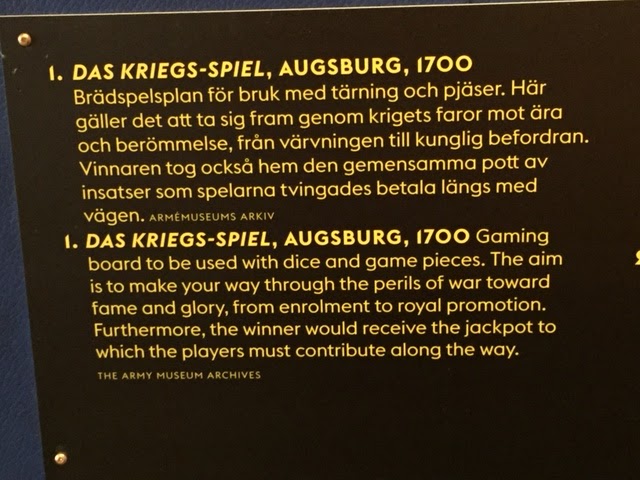 1. DAS KRIEGS-SPIEL, AUGSBURG, 1700
Brädspelsplan för bruk med tärning och pjäser. Här
gäller det att ta sig fram genom krigets faror mot ära
och berömmelse, från värvningen till kunglig befordran.
Vinnaren tog också hem den gemensamma pott av
insatser som spelarna tvingades betala längs med
vägen. ARMÉMUSEUMS ARKIV
1. DAS KRIEGS-SPIEL, AUGSBURG, 1700 Gaming
board to be used with dice and game pieces. The aim
is to make your way through the perils of war toward
fame and glory, from enrolment to royal promotion.
Furthermore, the winner would receive the jackpot to
which the players must contribute along the way.
THE ARMY MUSEUM ARCHIVES